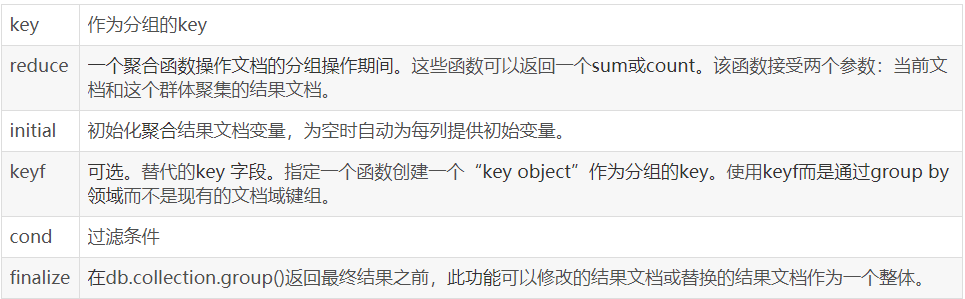 key 作为分组的key
reduce 一个聚合函数操作文档的分组操作期间。这些函数可以返回一个sum或count。该函数接受两个参数：当前文
档和这个群体聚集的结果文档。
initial 初始化聚合结果文档变量，为空时自动为每列提供初始变量。
keyf 可选。替代的key 字段。指定一个函数创建一个“key object”作为分组的key。使用keyf而是通过group by
领域而不是现有的文档域键组。
cond 过滤条件
finalize 在db.collection.group()返回最终结果之前，此功能可以修改的结果文档或替换的结果文档作为一个整体。